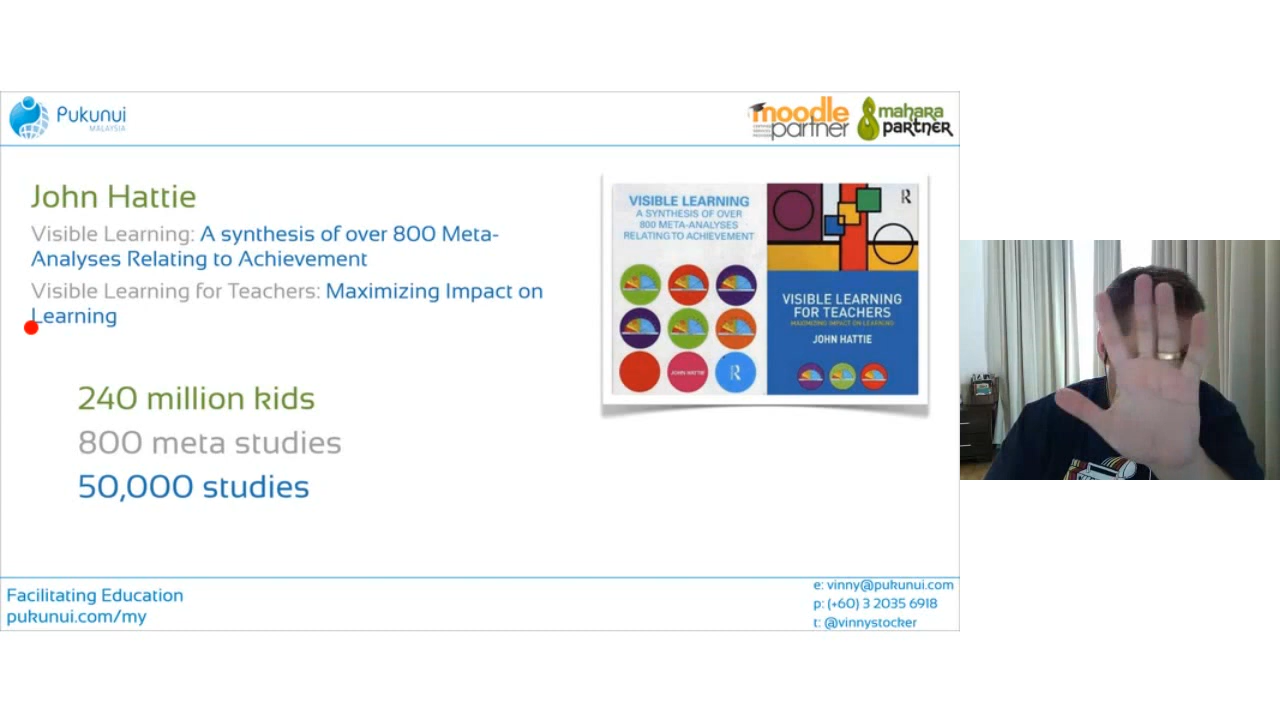 Pukunui
MALAYSIA
moodle
partner
mahara
partner
John Hattie
Visible Learning: A synthesis of over 800 Meta-
Analyses Relating to Achievement
Visible Learning for Teachers: Maximizing Impact on
Learning
240 million kids
800 meta studies
50,000 studies
VISIBLE LEARNING
A SYNTHESIS OF OVER
800 META-ANALYSES
RELATING TO ACHIEVEMENT
JOHN HATTIE
R
R
VISIBLE LEARNING
FOR TEACHERS
MAXIMIZING IMPACT ON LEARNING
JOHN HATTIE
Facilitating Education
pukunui.com/my
e: vinny@pukunui.com
p: (+60) 3 2035 6918
t: @vinnystocker